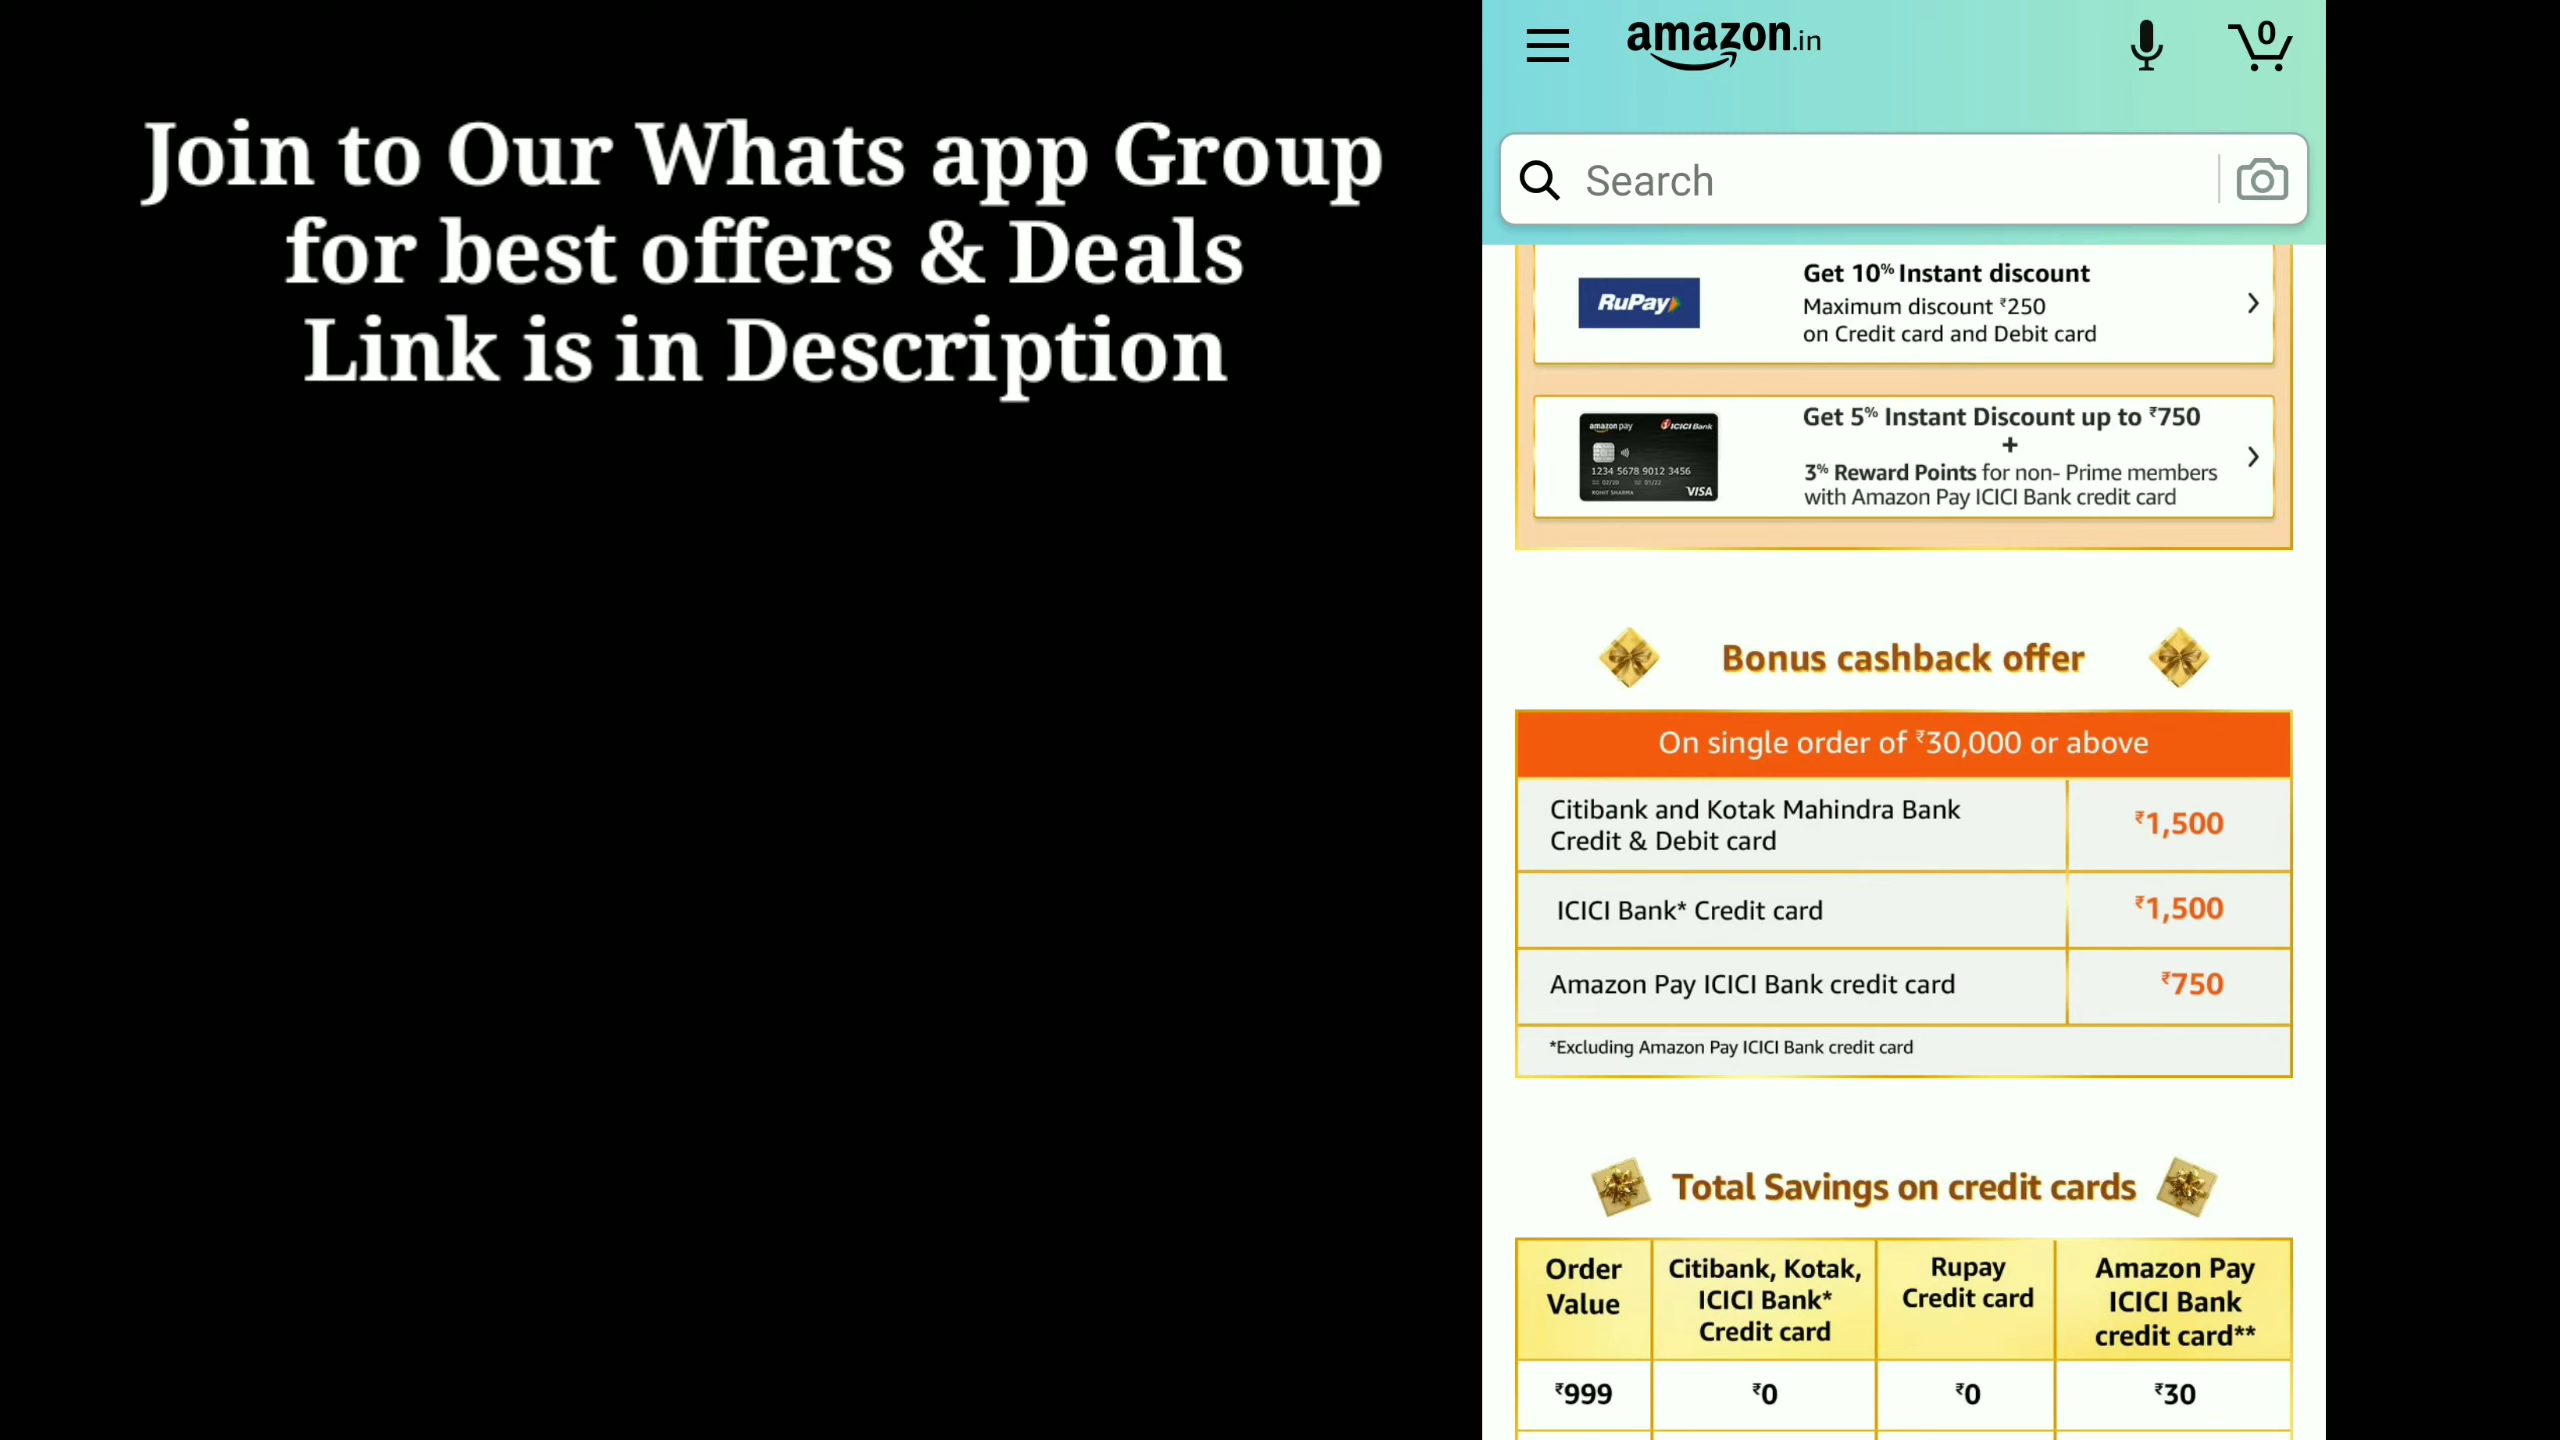 Join to Our Whats app Group
for best offers & Deals
Link is in Description
amazon.in
0
Search
RuPay
Get 10% Instant discount
Maximum discount ₹250
on Credit card and Debit card
amazon pay
ICICI Bank
1234 5678 9012 3456
02/20 01/22
ROHIT SHARMA
VISA
Get 5% Instant Discount up to ₹750
+
3% Reward Points for non- Prime members
with Amazon Pay ICICI Bank credit card
Bonus cashback offer
On single order of ₹30,000 or above
Citibank and Kotak Mahindra Bank
Credit & Debit card
₹1,500
ICICI Bank* Credit card
₹1,500
Amazon Pay ICICI Bank credit card
₹750
*Excluding Amazon Pay ICICI Bank credit card
Total Savings on credit cards
Order
Value
Citibank, Kotak,
ICICI Bank*
Credit card
Rupay
Credit card
Amazon Pay
ICICI Bank
credit card**
₹999
₹0
₹0
₹30